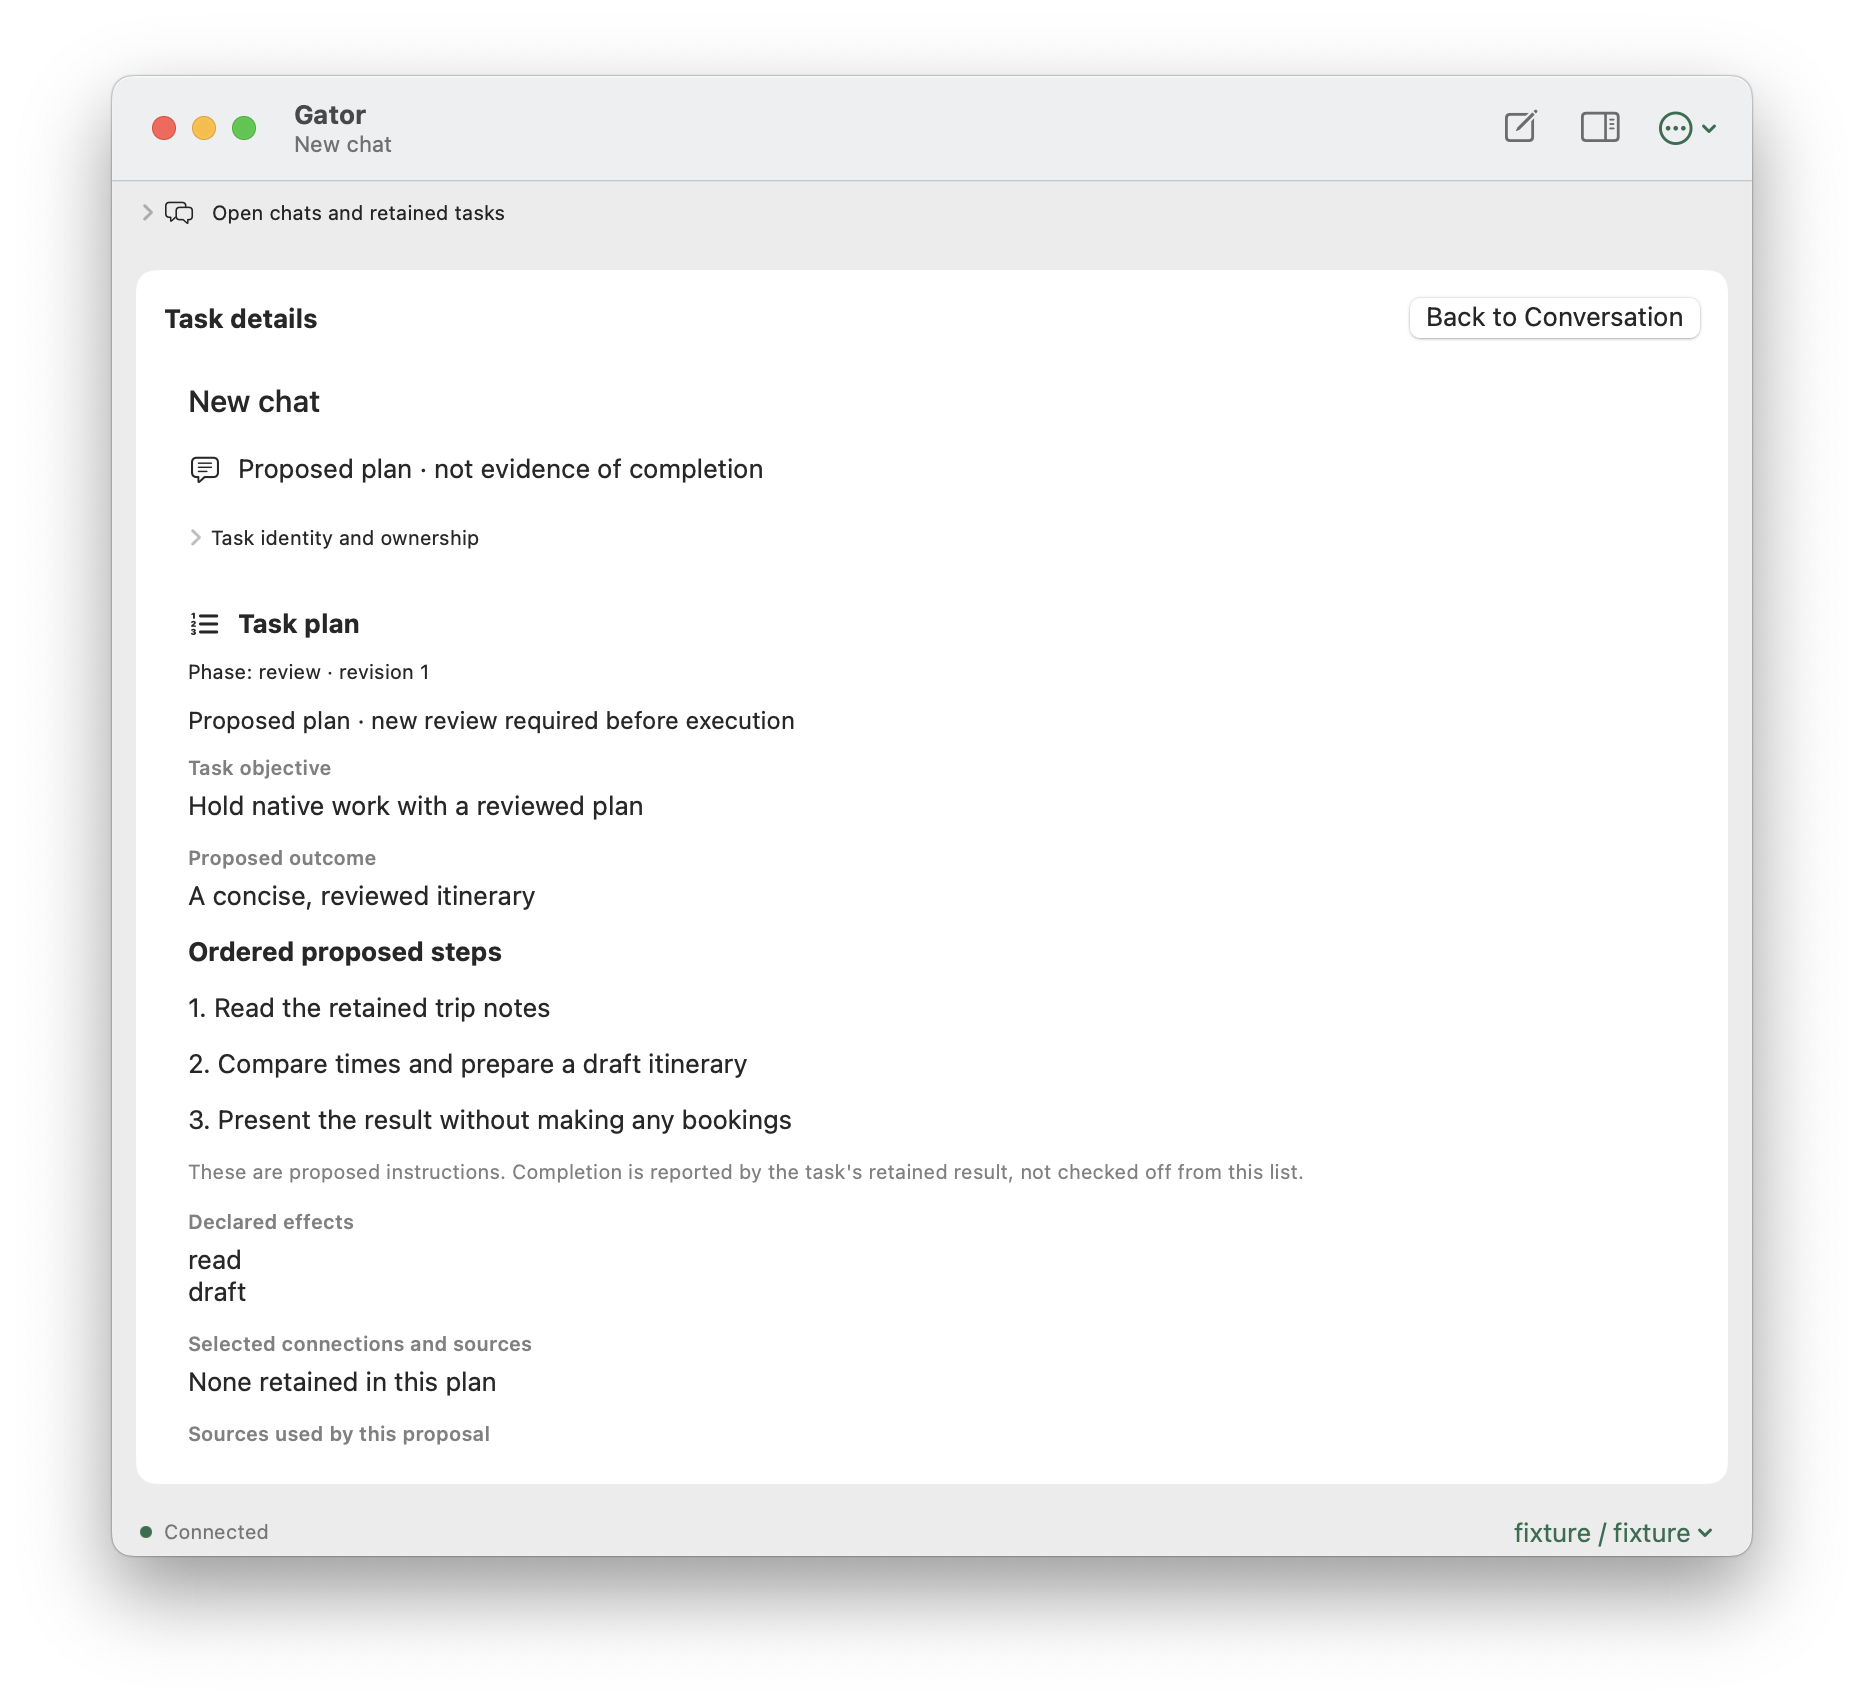 Gator
New chat
Open chats and retained tasks
Task details
Back to Conversation
New chat
Proposed plan · not evidence of completion
Task identity and ownership
Task plan
Phase: review · revision 1
Proposed plan · new review required before execution
Task objective
Hold native work with a reviewed plan
Proposed outcome
A concise, reviewed itinerary
Ordered proposed steps
1. Read the retained trip notes
2. Compare times and prepare a draft itinerary
3. Present the result without making any bookings
These are proposed instructions. Completion is reported by the task's retained result, not checked off from this list.
Declared effects
read
draft
Selected connections and sources
None retained in this plan
Sources used by this proposal
Connected
fixture / fixture